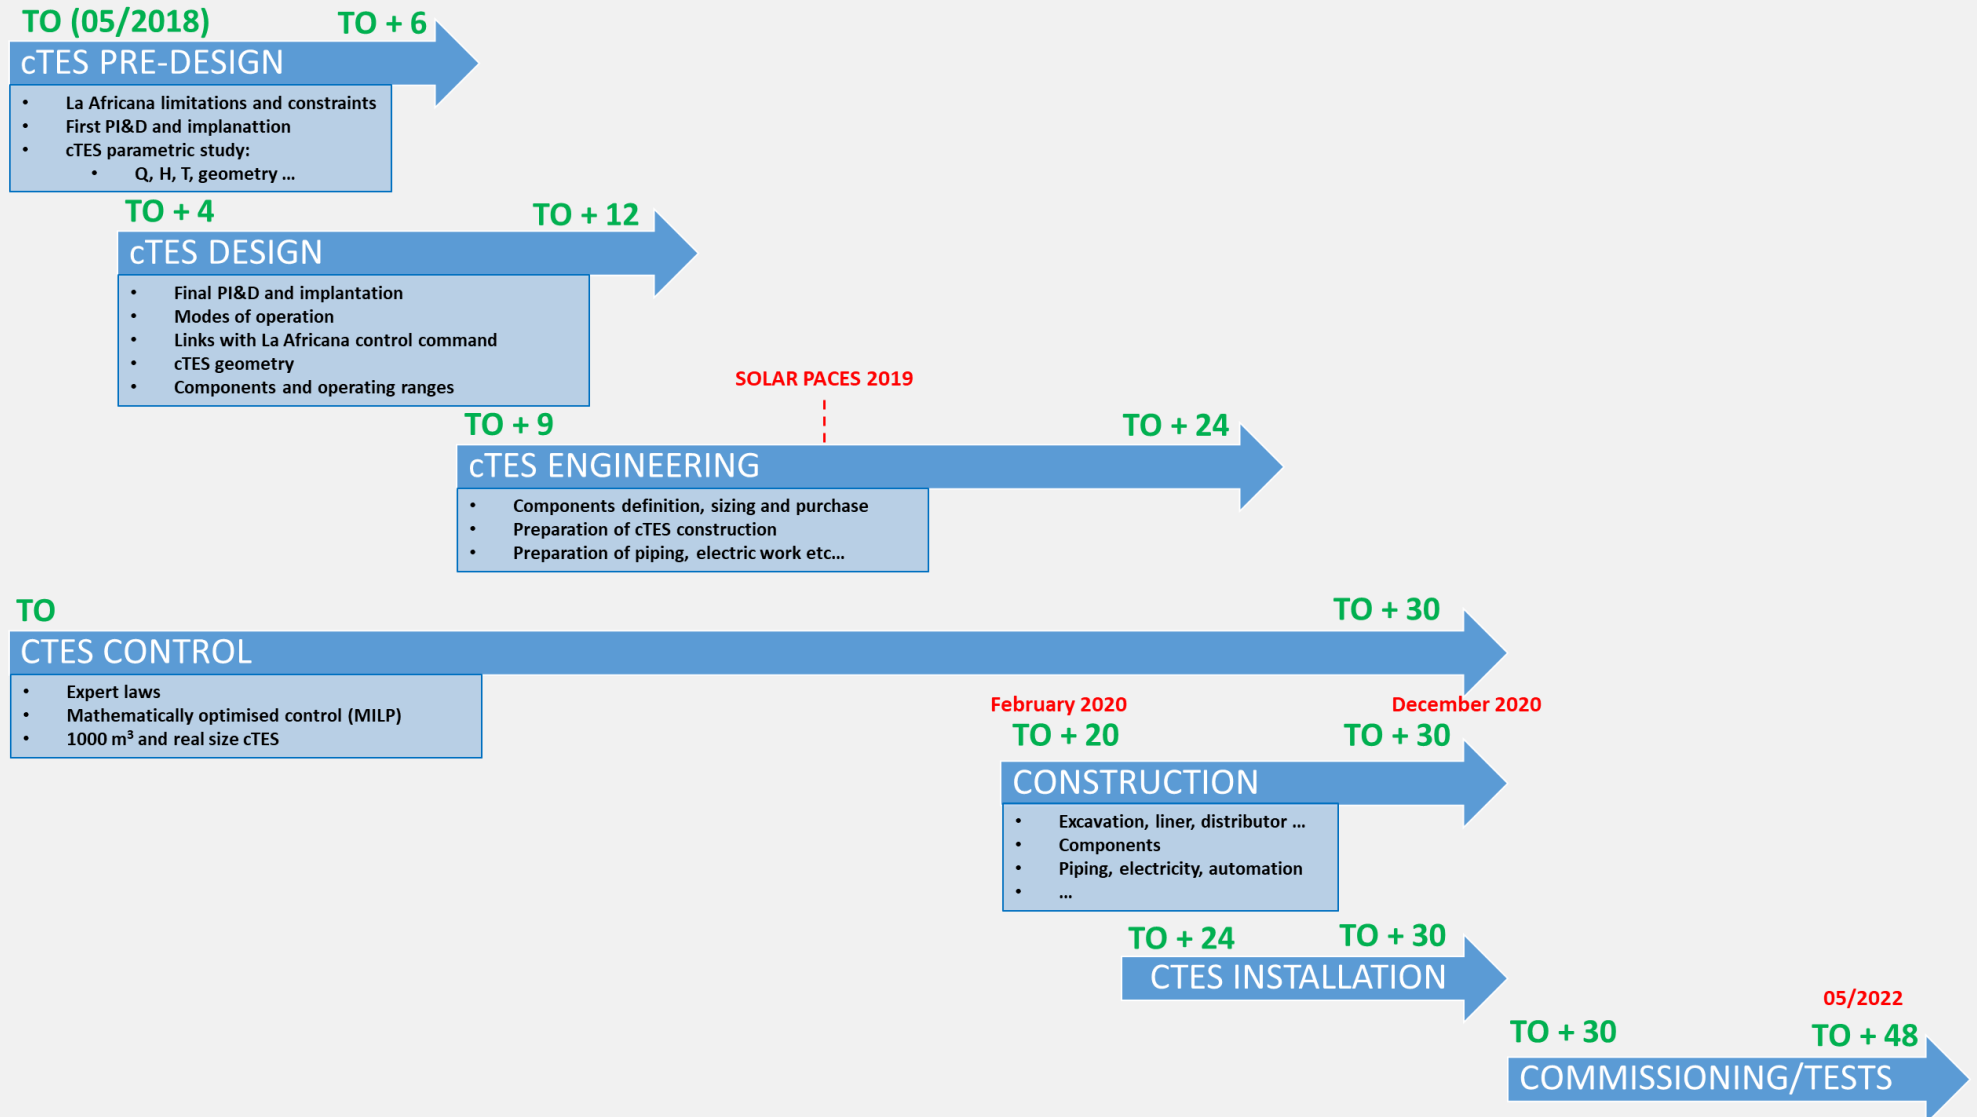 TO (05/2018)
TO + 6
cTES PRE-DESIGN
• La Africana limitations and constraints
• First PI&D and implanattion
• cTES parametric study:
• Q, H, T, geometry ...
TO + 4
TO + 12
cTES DESIGN
• Final PI&D and implantation
• Modes of operation
• Links with La Africana control command
• cTES geometry
• Components and operating ranges
SOLAR PACES 2019
TO + 9
TO + 24
cTES ENGINEERING
• Components definition, sizing and purchase
• Preparation of cTES construction
• Preparation of piping, electric work etc...
TO
TO + 30
CTES CONTROL
• Expert laws
• Mathematically optimised control (MILP)
• 1000 m³ and real size cTES
February 2020
December 2020
TO + 20
TO + 30
CONSTRUCTION
• Excavation, liner, distributor ...
• Components
• Piping, electricity, automation
• ...
TO + 24
TO + 30
CTES INSTALLATION
05/2022
TO + 30
TO + 48
COMMISSIONING/TESTS